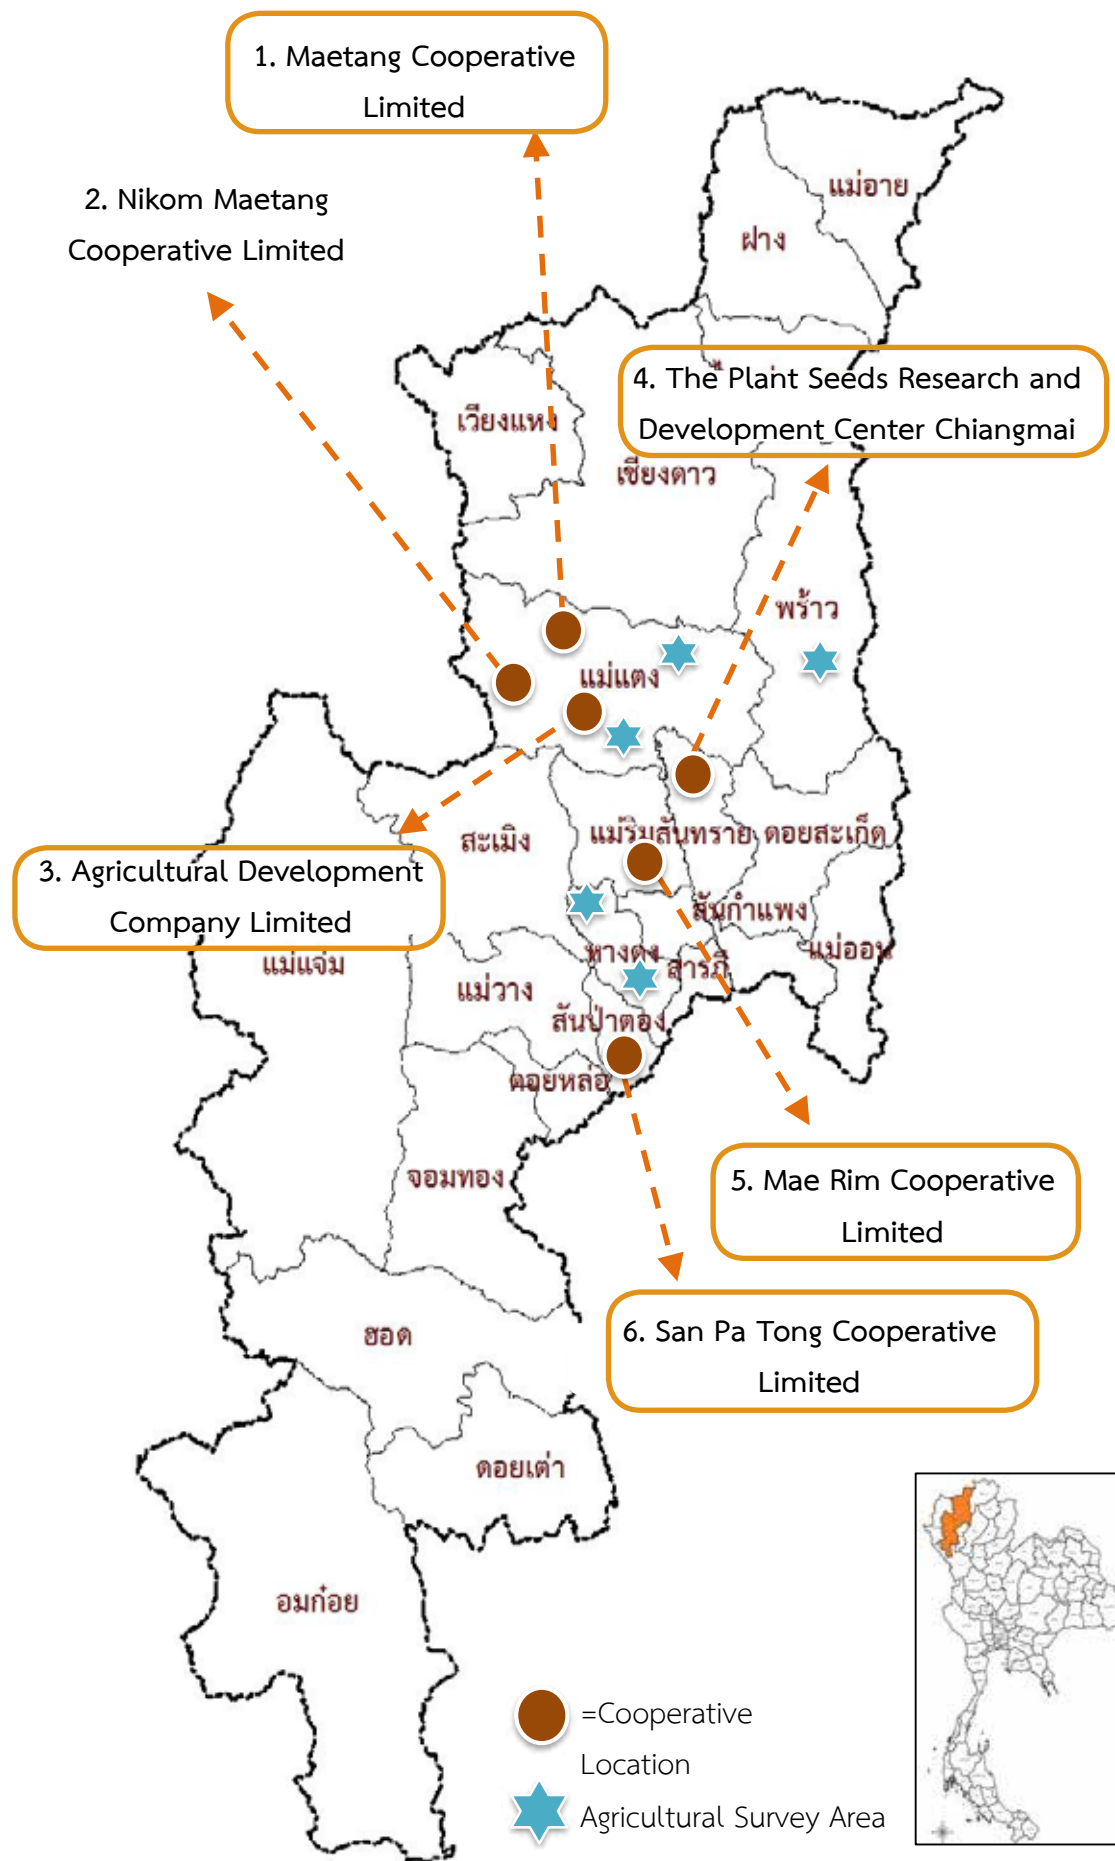 1. Maetang Cooperative
Limited
2. Nikom Maetang
Cooperative Limited
แม่อาย
ฝาง
4. The Plant Seeds Research and
Development Center Chiangmai
เวียงแหง
เชียงดาว
พร้าว
แม่แตง
สะเมิง
แม่ริม
สันทราย
ดอยสะเก็ด
3. Agricultural Development
Company Limited
สันกำแพง
แม่ออน
หางดง
สารภี
แม่แจ่ม
แม่วาง
สันป่าตอง
ดอยหล่อ
จอมทอง
5. Mae Rim Cooperative
Limited
6. San Pa Tong Cooperative
Limited
ฮอด
ดอยเต่า
อมก๋อย
=Cooperative
Location
Agricultural Survey Area